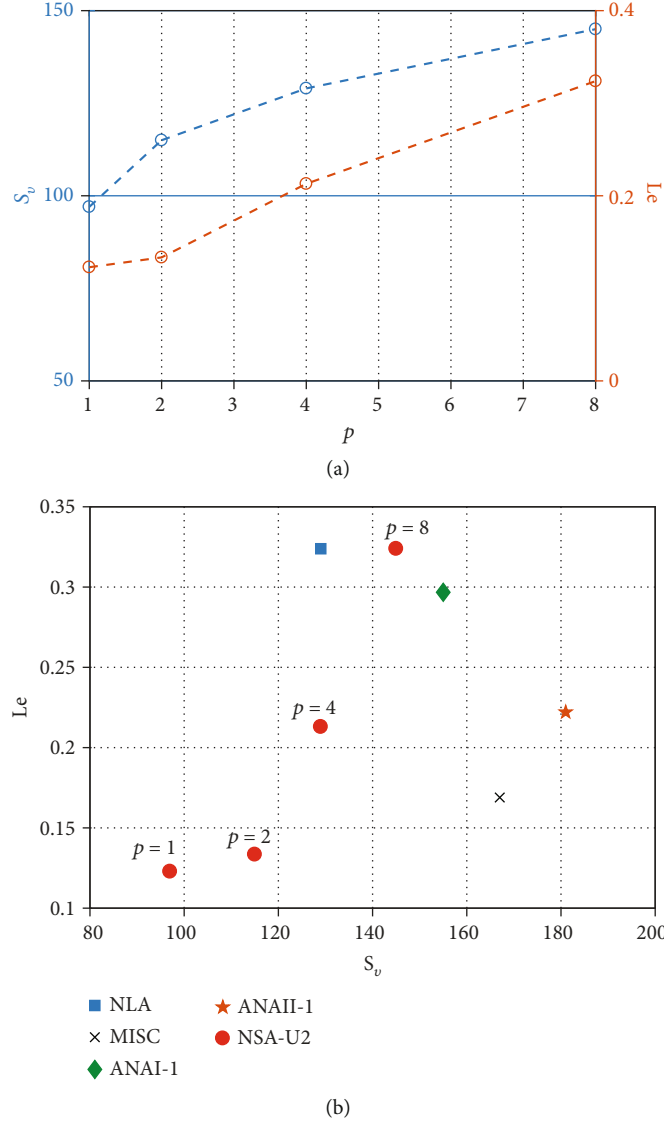 150
100
50
S𝑣
0.4
0.2
0
Le
1 2 3 4 5 6 7 8
p
(a)
0.35
0.3
0.25
0.2
0.15
0.1
Le
p = 8
p = 4
p = 1
p = 2
80 100 120 140 160 180 200
S𝑣
NLA
MISC
ANAI-1
ANAII-1
NSA-U2
(b)